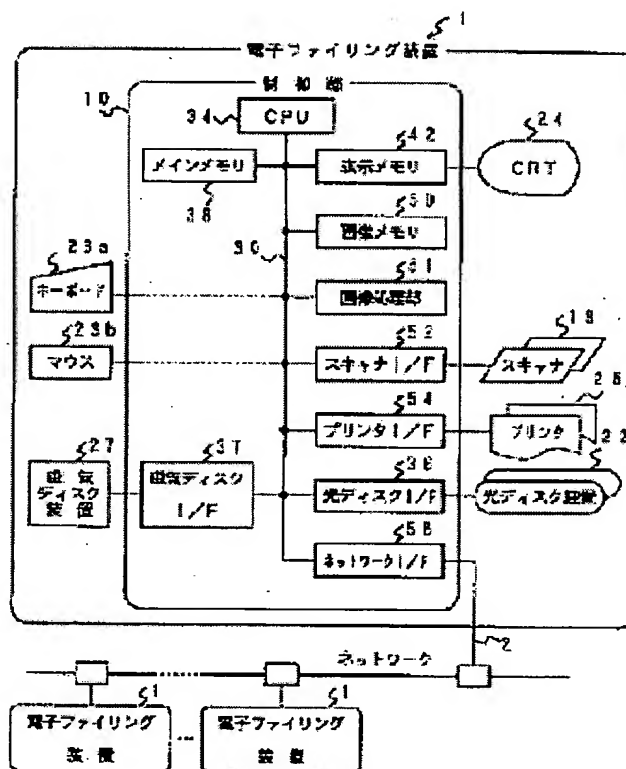 1
電子ファイリング装置
10
制御部
34
CPU
メインメモリ
38
42
表示メモリ
24
CRT
50
画像メモリ
30
23a
キーボード
画像処理部
23b
マウス
52
スキャナI/F
スキャナ
54
プリンタI/F
プリンタ
27
磁気
ディスク
装置
37
磁気ディスク
I/F
36
光ディスクI/F
22
光ディスク装置
ネットワークI/F
2
ネットワーク
1
電子ファイリング
装置
...
1
電子ファイリング
装置